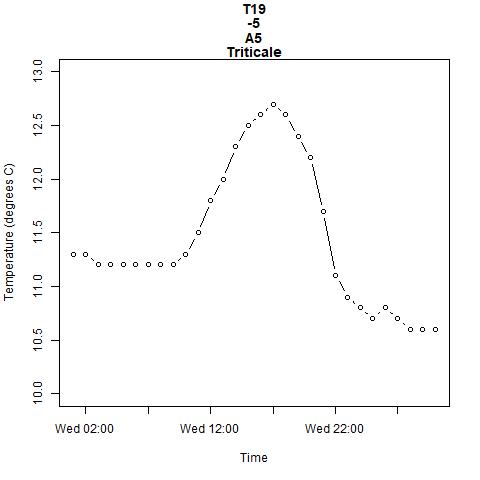 T19
-5
A5
Triticale
13.0
12.5
12.0
11.5
11.0
10.5
10.0
Temperature (degrees C)
Wed 02:00 Wed 12:00 Wed 22:00
Time